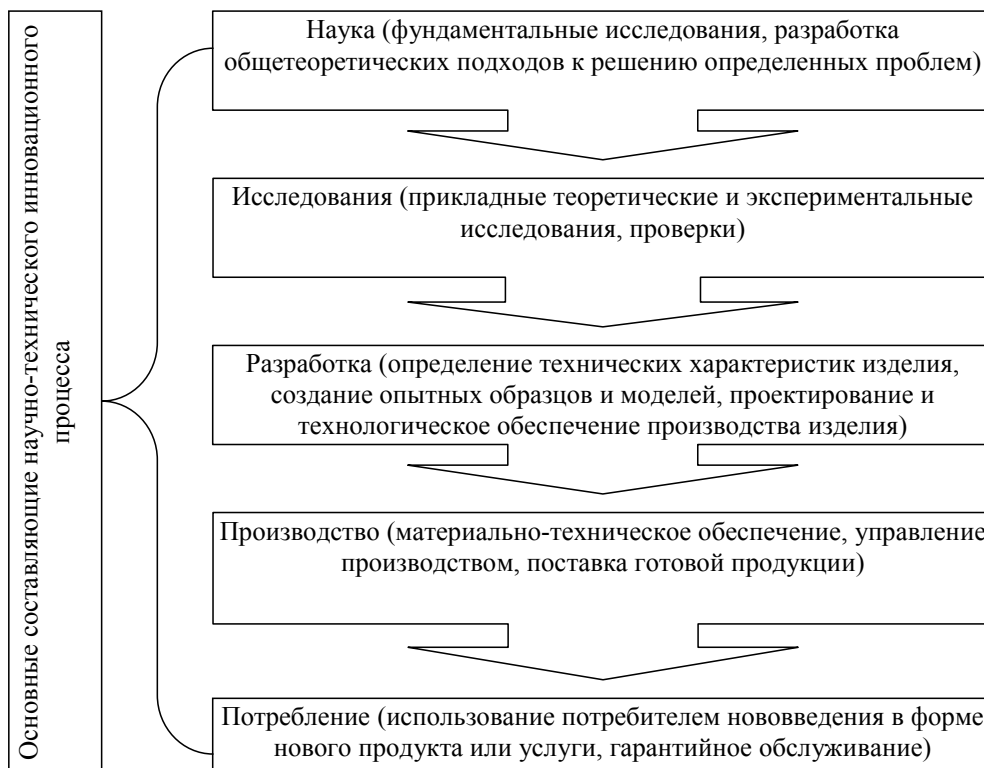 Основные составляющие научно-технического инновационного
процесса
Наука (фундаментальные исследования, разработка
общетеоретических подходов к решению определенных проблем)
Исследования (прикладные теоретические и экспериментальные
исследования, проверки)
Разработка (определение технических характеристик изделия,
создание опытных образцов и моделей, проектирование и
технологическое обеспечение производства изделия)
Производство (материально-техническое обеспечение, управление
производством, поставка готовой продукции)
Потребление (использование потребителем нововведения в форме
нового продукта или услуги, гарантийное обслуживание)